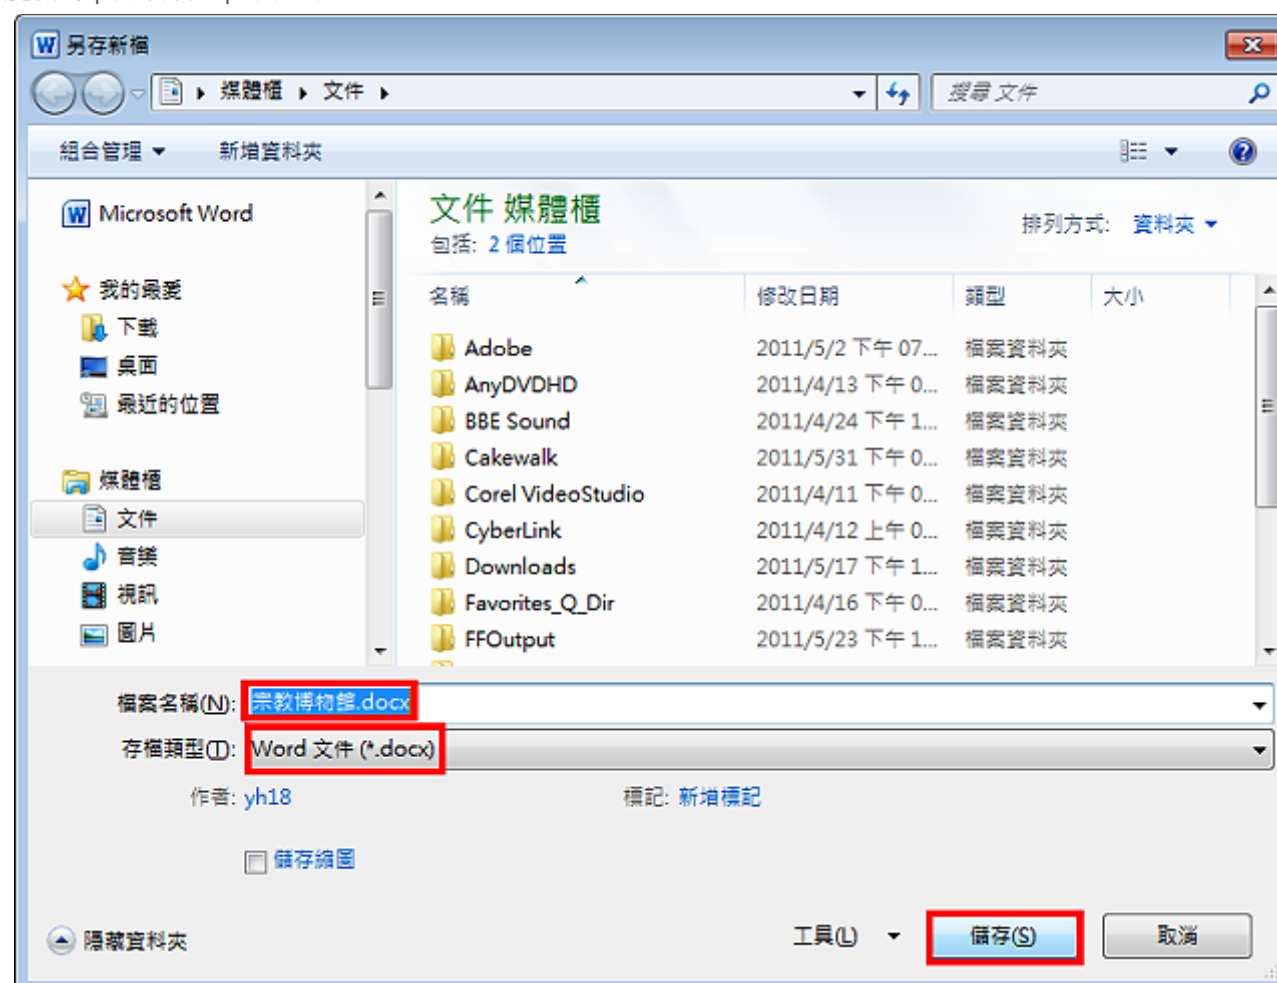 另存新檔
媒體櫃 文件
搜尋 文件
組合管理 新增資料夾
Microsoft Word
我的最愛
下載
桌面
最近的位置
媒體櫃
文件
音樂
視訊
圖片
文件 媒體櫃
包括: 2 個位置
排列方式: 資料夾
名稱 修改日期 類型 大小
Adobe 2011/5/2 下午 07... 檔案資料夾
AnyDVDHD 2011/4/13 下午 0... 檔案資料夾
BBE Sound 2011/4/24 下午 1... 檔案資料夾
Cakewalk 2011/5/31 下午 0... 檔案資料夾
Corel VideoStudio 2011/4/11 下午 0... 檔案資料夾
CyberLink 2011/4/12 上午 0... 檔案資料夾
Downloads 2011/5/17 下午 1... 檔案資料夾
Favorites_Q_Dir 2011/4/16 下午 0... 檔案資料夾
FFOutput 2011/5/23 下午 1... 檔案資料夾
檔案名稱(N): 宗教博物館.docx
存檔類型(T): Word 文件 (*.docx)
作者: yh18 標記: 新增標記
儲存縮圖
隱藏資料夾 工具(L) 儲存(S) 取消